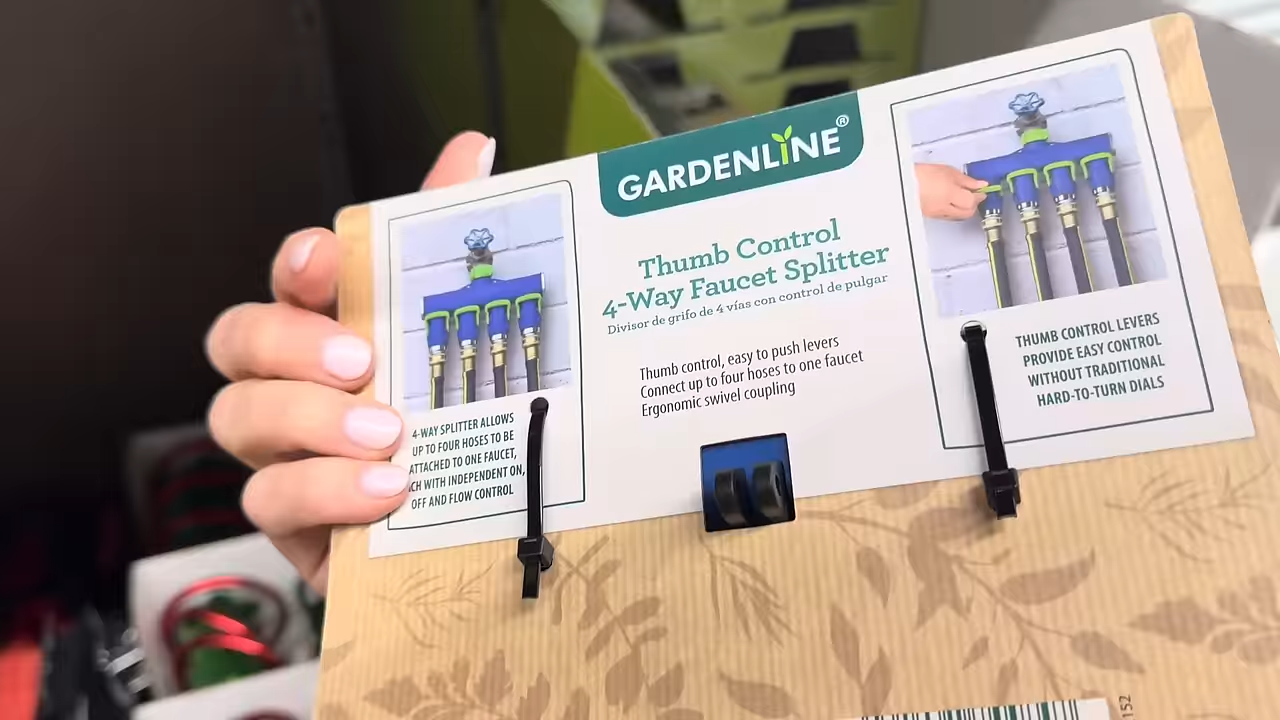 GARDENLINE®
Thumb Control
4-Way Faucet Splitter
Divisor de grifo de 4 vías con control de pulgar
Thumb control, easy to push levers
Connect up to four hoses to one faucet
Ergonomic swivel coupling
4-WAY SPLITTER ALLOWS
UP TO FOUR HOSES TO BE
ATTACHED TO ONE FAUCET,
CH WITH INDEPENDENT ON,
OFF AND FLOW CONTROL
THUMB CONTROL LEVERS
PROVIDE EASY CONTROL
WITHOUT TRADITIONAL
HARD-TO-TURN DIALS
152